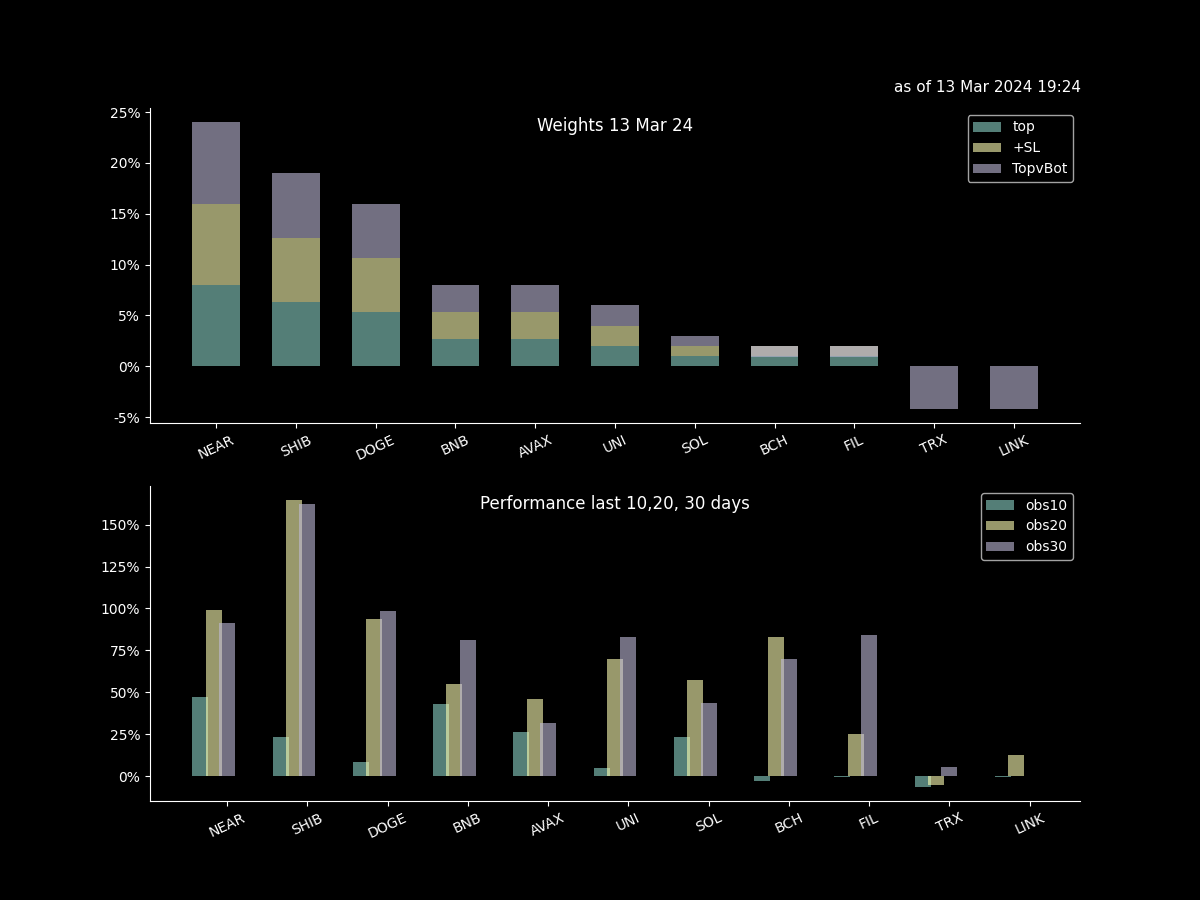 as of 13 Mar 2024 19:24
Weights 13 Mar 24
top
+SL
TopvBot
25%
20%
15%
10%
5%
0%
-5%
NEAR SHIB DOGE BNB AVAX UNI SOL BCH FIL TRX LINK
Performance last 10,20, 30 days
obs10
obs20
obs30
150%
125%
100%
75%
50%
25%
0%
NEAR SHIB DOGE BNB AVAX UNI SOL BCH FIL TRX LINK